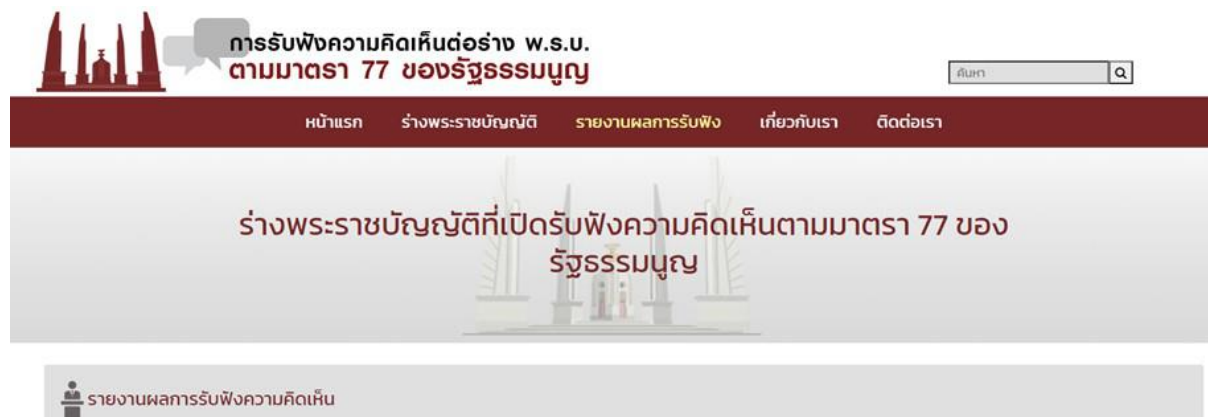 การรับฟังความคิดเห็นต่อร่าง พ.ร.บ.
ตามมาตรา 77 ของรัฐธรรมนูญ
ค้นหา
หน้าแรก ร่างพระราชบัญญัติ รายงานผลการรับฟัง เกี่ยวกับเรา ติดต่อเรา
ร่างพระราชบัญญัติที่เปิดรับฟังความคิดเห็นตามมาตรา 77 ของ
รัฐธรรมนูญ
รายงานผลการรับฟังความคิดเห็น